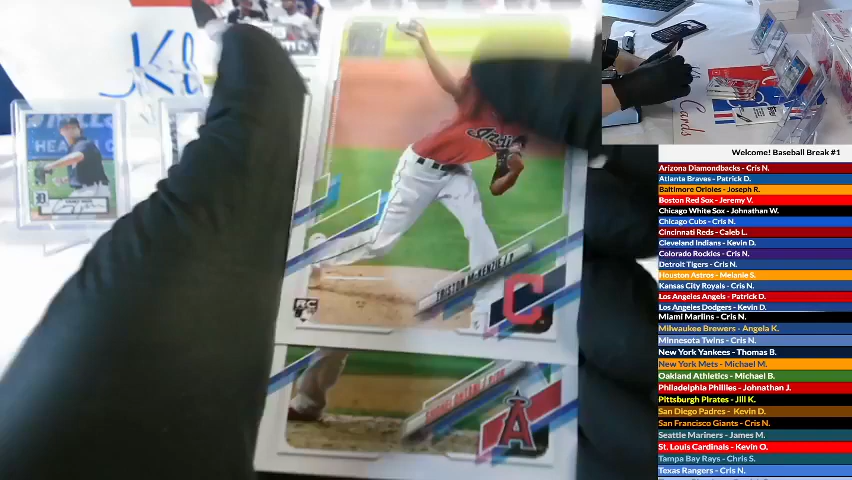 Indians
TRISTON McKENZIE / P
RC
C
A
D
Cards
Welcome! Baseball Break #1
Arizona Diamondbacks - Cris N.
Atlanta Braves - Patrick D.
Baltimore Orioles - Joseph R.
Boston Red Sox - Jeremy V.
Chicago White Sox - Johnathan W.
Chicago Cubs - Cris N.
Cincinnati Reds - Caleb L.
Cleveland Indians - Kevin D.
Colorado Rockies - Cris N.
Detroit Tigers - Cris N.
Houston Astros - Melanie S.
Kansas City Royals - Cris N.
Los Angeles Angels - Patrick D.
Los Angeles Dodgers - Kevin D.
Miami Marlins - Cris N.
Milwaukee Brewers - Angela K.
Minnesota Twins - Cris N.
New York Yankees - Thomas B.
New York Mets - Michael M.
Oakland Athletics - Michael B.
Philadelphia Phillies - Johnathan J.
Pittsburgh Pirates - Jill K.
San Diego Padres - Kevin D.
San Francisco Giants - Cris N.
Seattle Mariners - James M.
St. Louis Cardinals - Kevin O.
Tampa Bay Rays - Chris S.
Texas Rangers - Cris N.